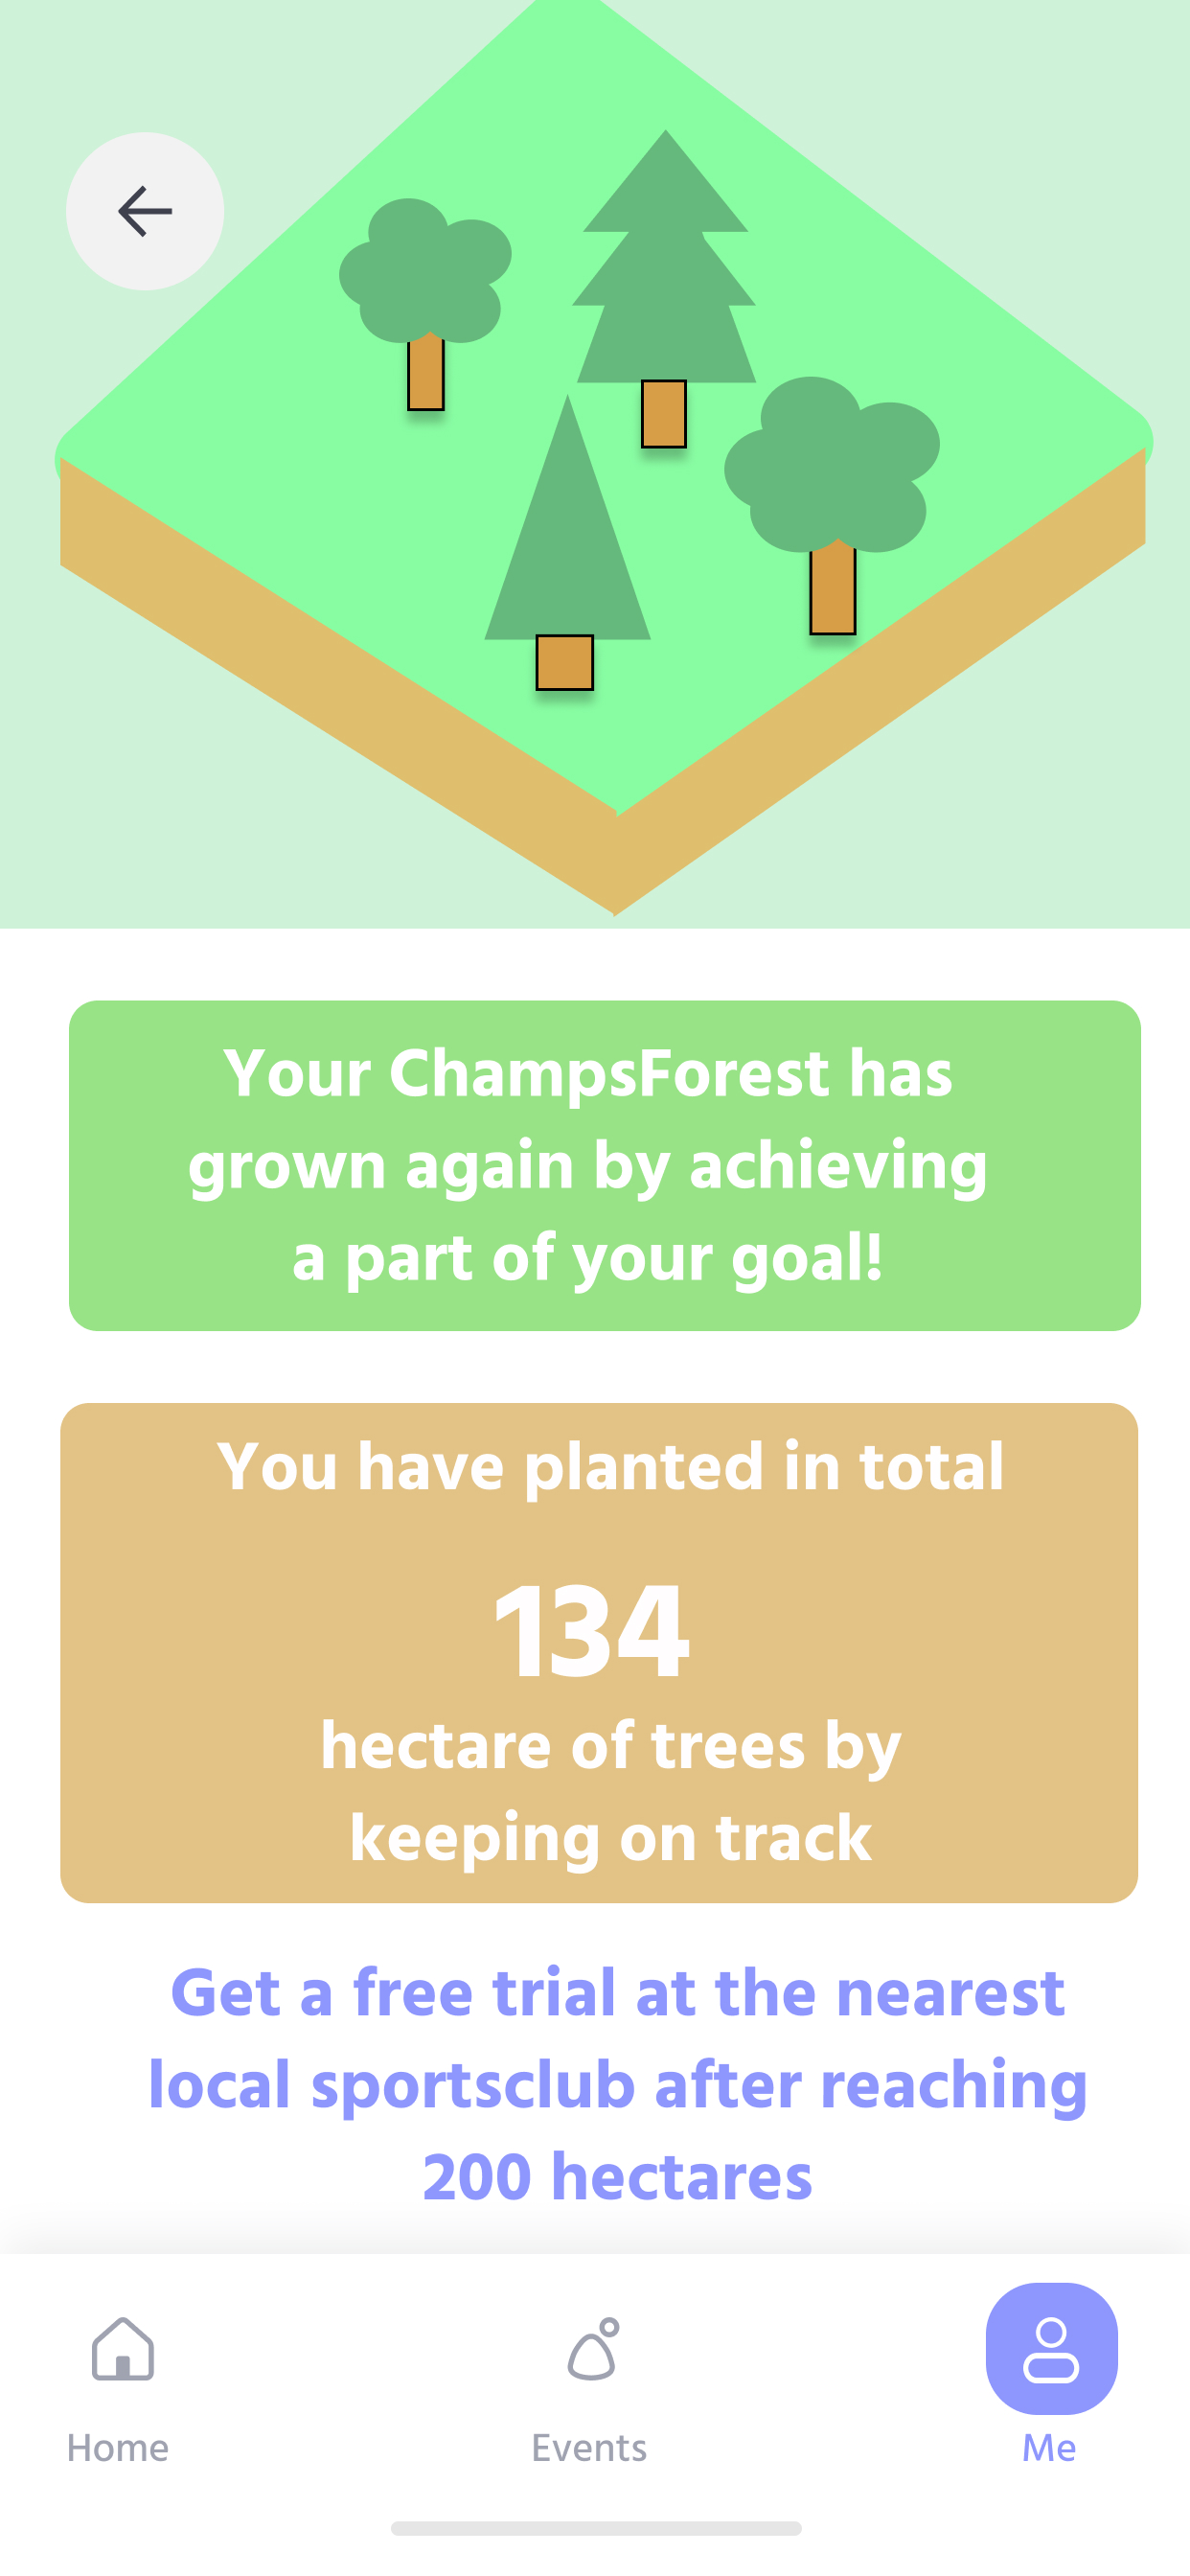 Your ChampsForest has
grown again by achieving
a part of your goal!
You have planted in total
134
hectare of trees by
keeping on track
Get a free trial at the nearest
local sportsclub after reaching
200 hectares
Home
Events
Me